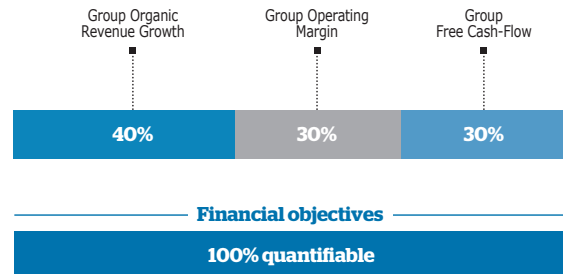 Group Organic
Revenue Growth
Group Operating
Margin
Group
Free Cash-Flow
40%
30%
30%
Financial objectives
100% quantifiable